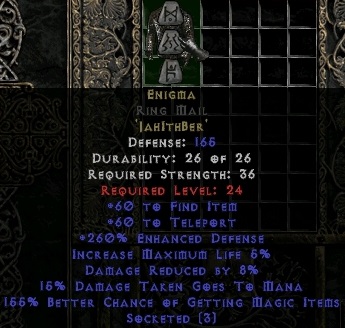 Enigma
Ring Mail
'JahIthBer'
Defense: 165
Durability: 26 of 26
Required Strength: 36
Required Level: 24
+60 to Find Item
+60 to Teleport
+260% Enhanced Defense
Increase Maximum Life 5%
Damage Reduced by 8%
15% Damage Taken Goes To Mana
155% Better Chance of Getting Magic Items
Socketed (3)